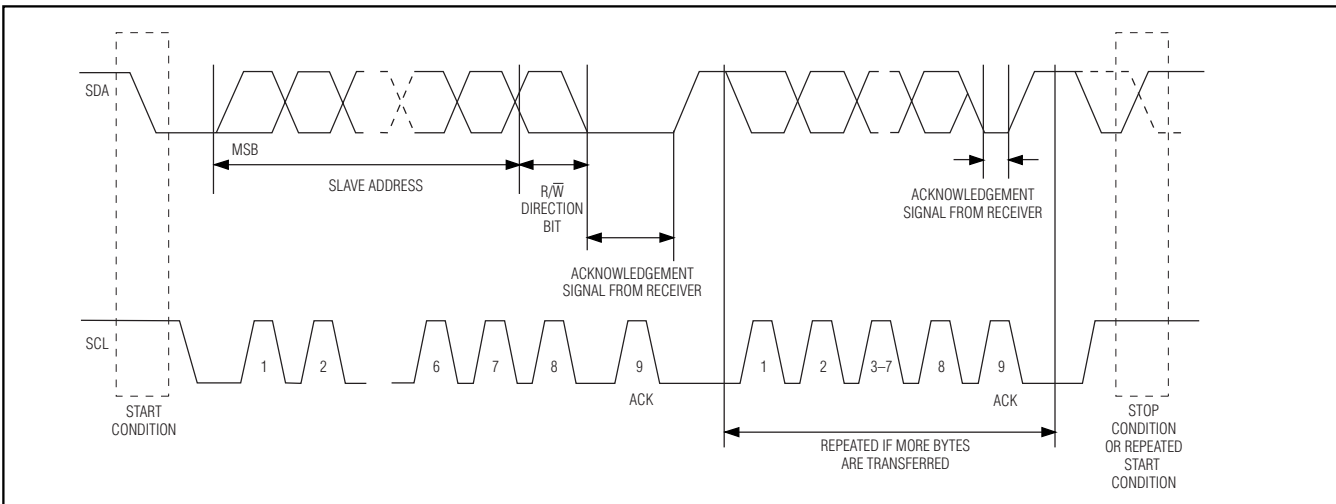 SDA
MSB
SLAVE ADDRESS
R/W̅
DIRECTION
BIT
ACKNOWLEDGEMENT
SIGNAL FROM RECEIVER
ACKNOWLEDGEMENT
SIGNAL FROM RECEIVER
SCL
1 2 6 7 8 9 1 2 3–7 8 9
ACK ACK
START
CONDITION
REPEATED IF MORE BYTES
ARE TRANSFERRED
STOP
CONDITION
OR REPEATED
START
CONDITION